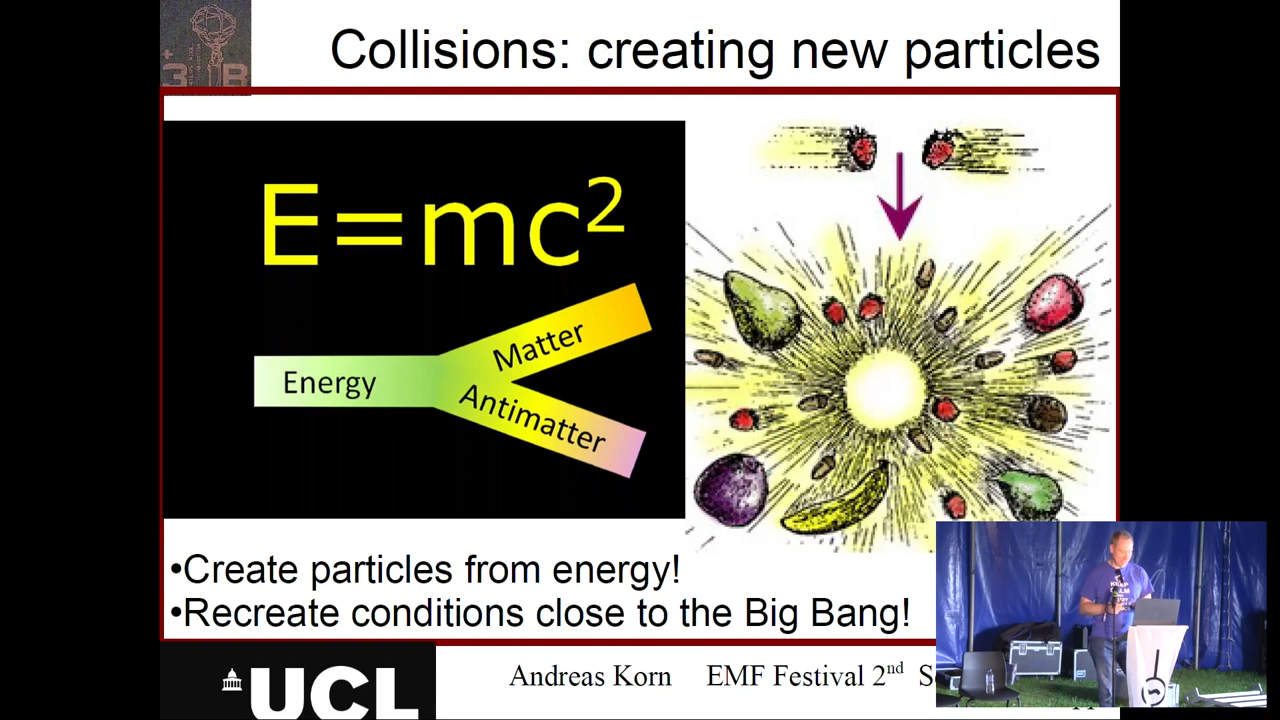 Collisions: creating new particles
E=mc²
Energy
Matter
Antimatter
•Create particles from energy!
•Recreate conditions close to the Big Bang!
UCL
Andreas Korn EMF Festival 2nd
KEEP